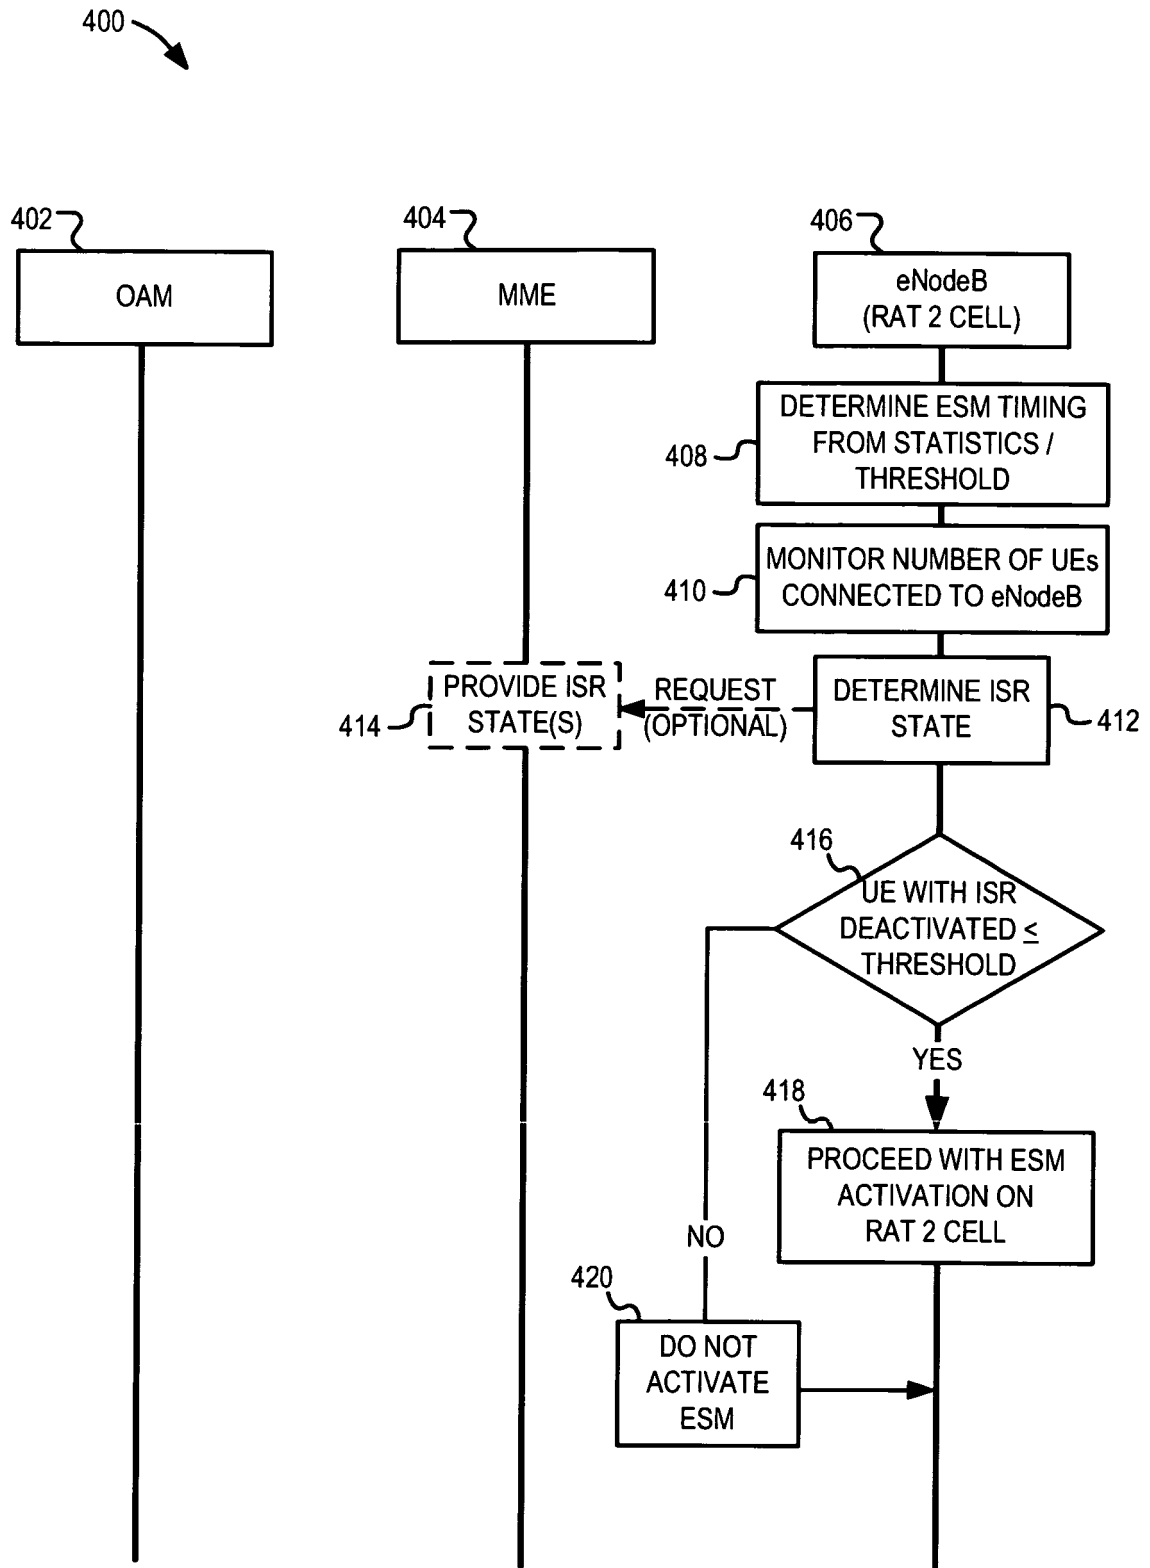 400
402
404
406
OAM
MME
eNodeB
(RAT 2 CELL)
DETERMINE ESM TIMING
FROM STATISTICS /
THRESHOLD
408
MONITOR NUMBER OF UEs
CONNECTED TO eNodeB
410
PROVIDE ISR
STATE(S)
414
REQUEST
(OPTIONAL)
DETERMINE ISR
STATE
412
416
UE WITH ISR
DEACTIVATED ≤
THRESHOLD
YES
418
PROCEED WITH ESM
ACTIVATION ON
RAT 2 CELL
NO
420
DO NOT
ACTIVATE
ESM